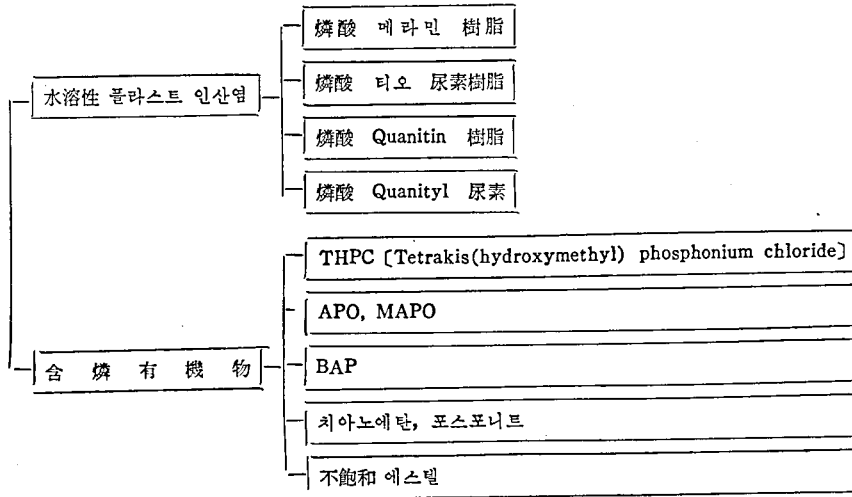 燐酸 메라민 樹脂
水溶性 플라스트 인산염
燐酸 티오 尿素樹脂
燐酸 Quanitin 樹脂
燐酸 Quanityl 尿素
THPC〔Tetrakis(hydroxymethyl) phosphonium chloride〕
APO, MAPO
含燐有機物
BAP
치아노에탄, 포스포니트
不飽和 에스텔